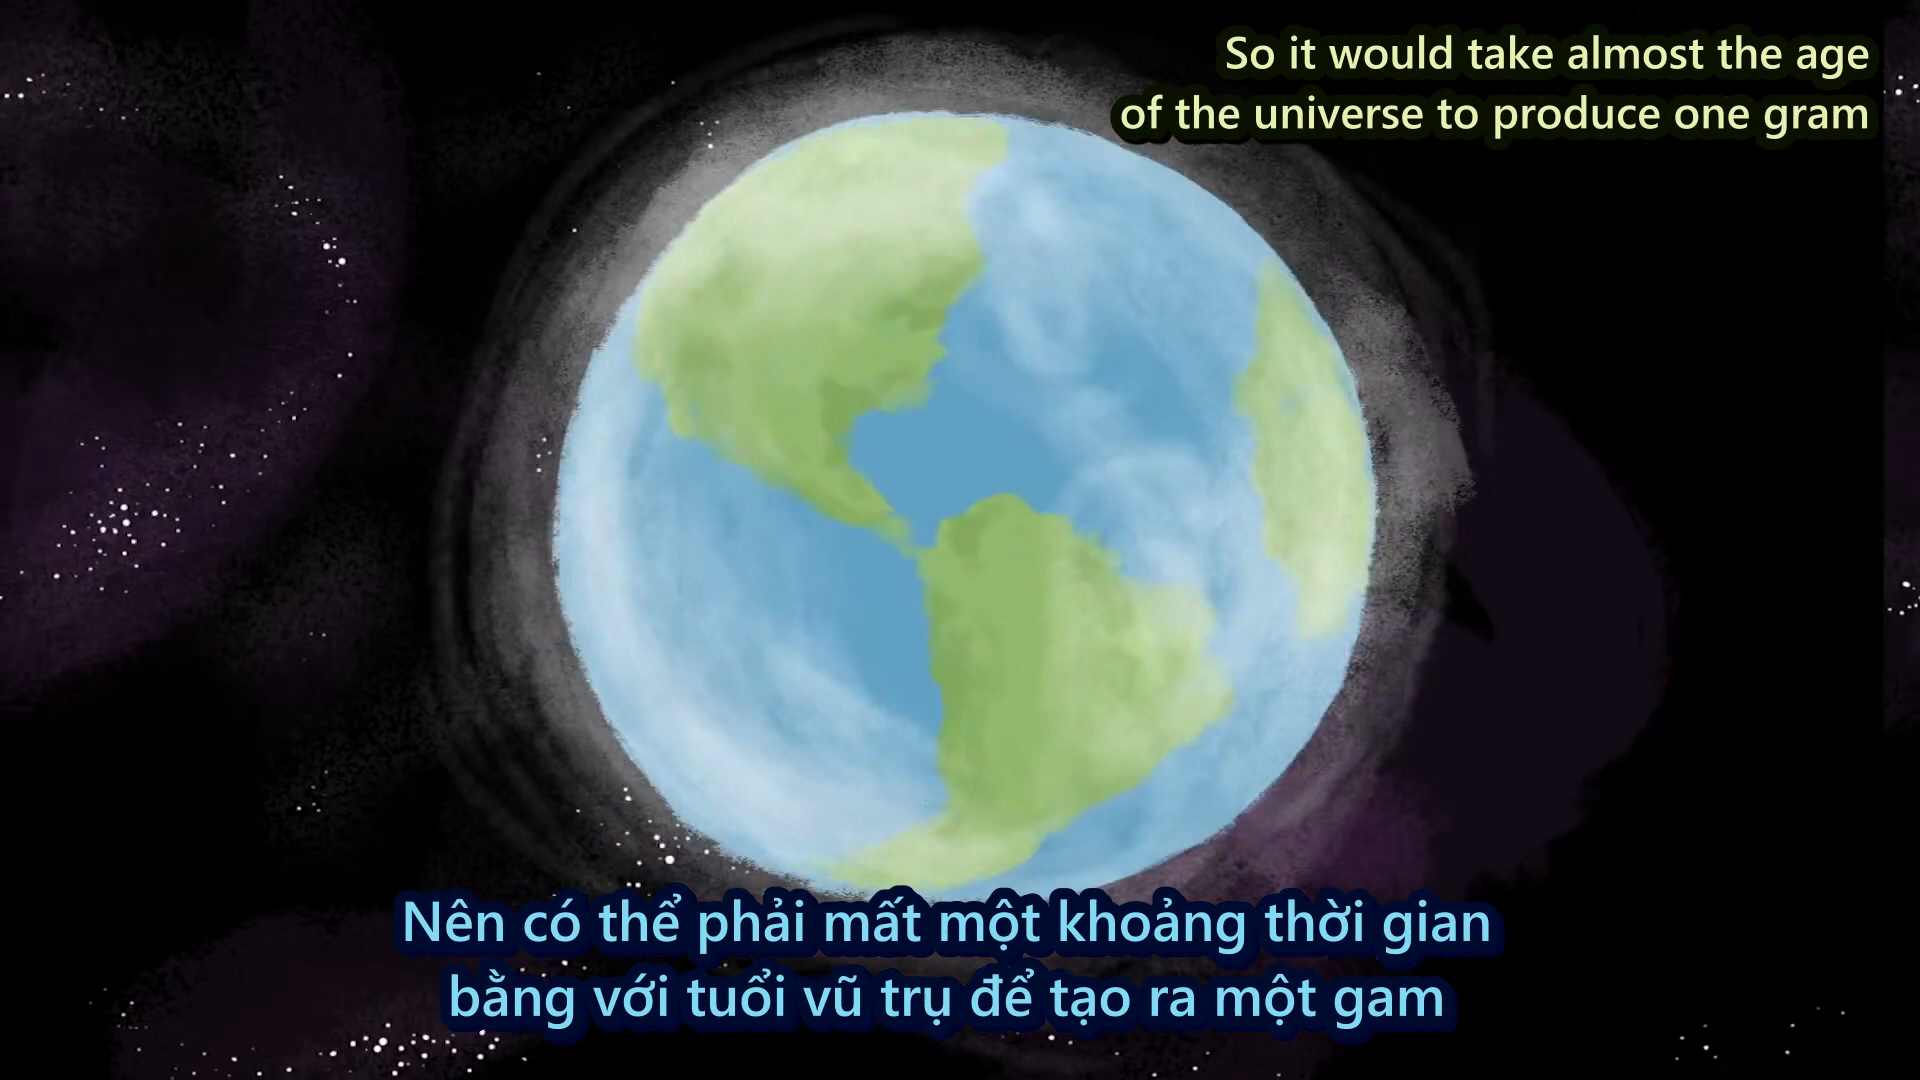 So it would take almost the age
of the universe to produce one gram
Nên có thể phải mất một khoảng thời gian
bằng với tuổi vũ trụ để tạo ra một gam